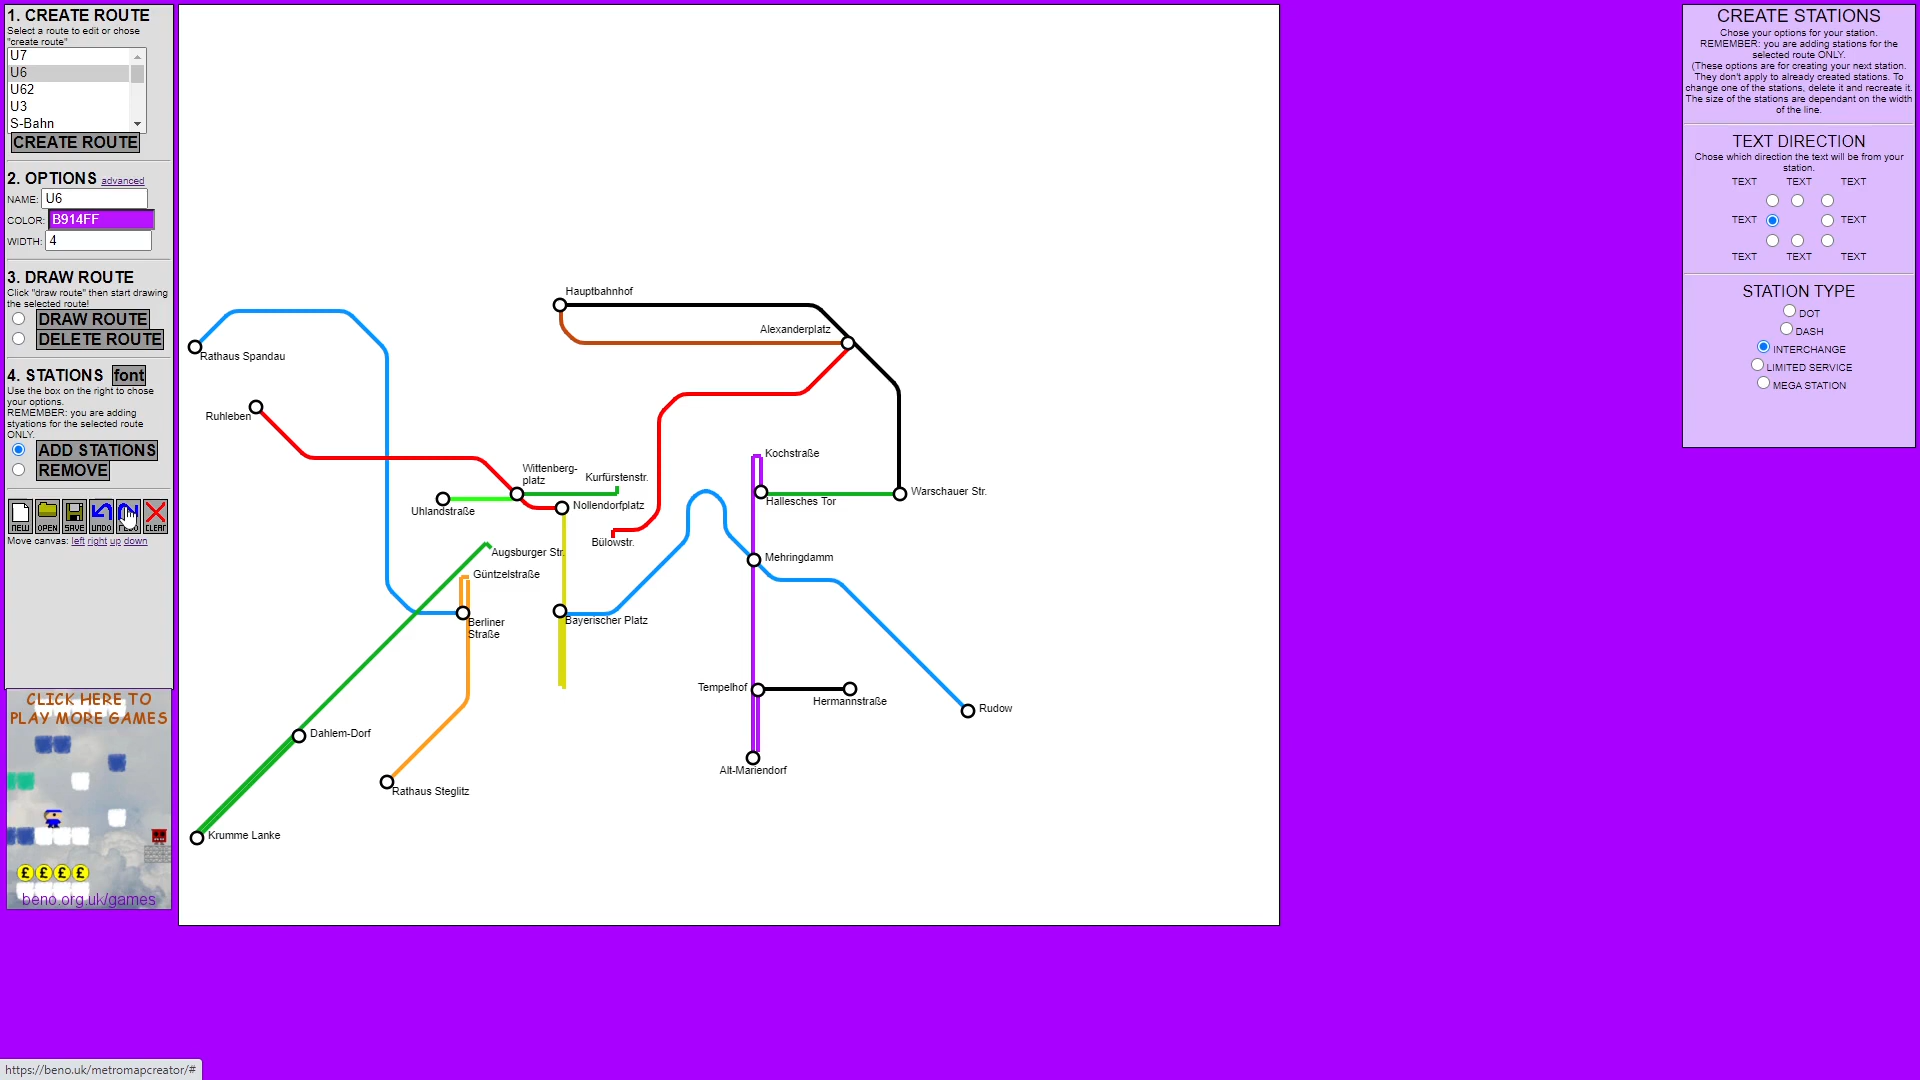 1. CREATE ROUTE
Select a route to edit or chose
"create route"
U7
U6
U62
U3
S-Bahn
CREATE ROUTE
2. OPTIONS advanced
NAME: U6
COLOR: B914FF
WIDTH: 4
3. DRAW ROUTE
Click "draw route" then start drawing
the selected route!
DRAW ROUTE
DELETE ROUTE
4. STATIONS font
Use the box on the right to chose
your options.
REMEMBER: you are adding
styations for the selected route
ONLY.
ADD STATIONS
REMOVE
NEW OPEN SAVE UNDO CLEAR
Move canvas: left right up down
CLICK HERE TO
PLAY MORE GAMES
££££
beno.org.uk/games
https://beno.uk/metromapcreator/#
Hauptbahnhof
Alexanderplatz
Rathaus Spandau
Ruhleben
Wittenberg-
platz
Kurfürstenstr.
Uhlandstraße
Nollendorfplatz
Kochstraße
Hallesches Tor
Warschauer Str.
Bülowstr.
Augsburger Str.
Mehringdamm
Güntzelstraße
Berliner
Straße
Bayerischer Platz
Tempelhof
Hermannstraße
Rudow
Dahlem-Dorf
Alt-Mariendorf
Rathaus Steglitz
Krumme Lanke
CREATE STATIONS
Chose your options for your station.
REMEMBER: you are adding stations for the
selected route ONLY.
(These options are for creating your next station.
They don't apply to already created stations. To
change one of the stations, delete it and recreate it.
The size of the stations are dependant on the width
of the line.
TEXT DIRECTION
Chose which direction the text will be from your
station.
TEXT TEXT TEXT
TEXT TEXT
TEXT TEXT TEXT
STATION TYPE
DOT
DASH
INTERCHANGE
LIMITED SERVICE
MEGA STATION